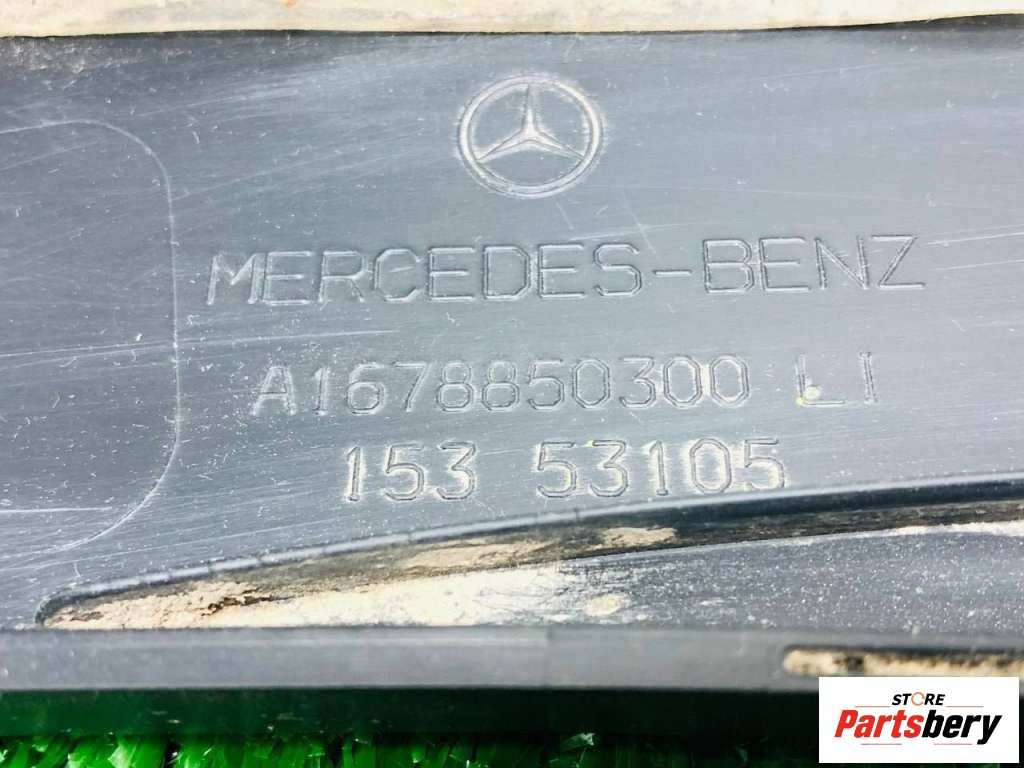 MERCEDES-BENZ
A1678850300 LI
153 53105
STORE
Partsbery